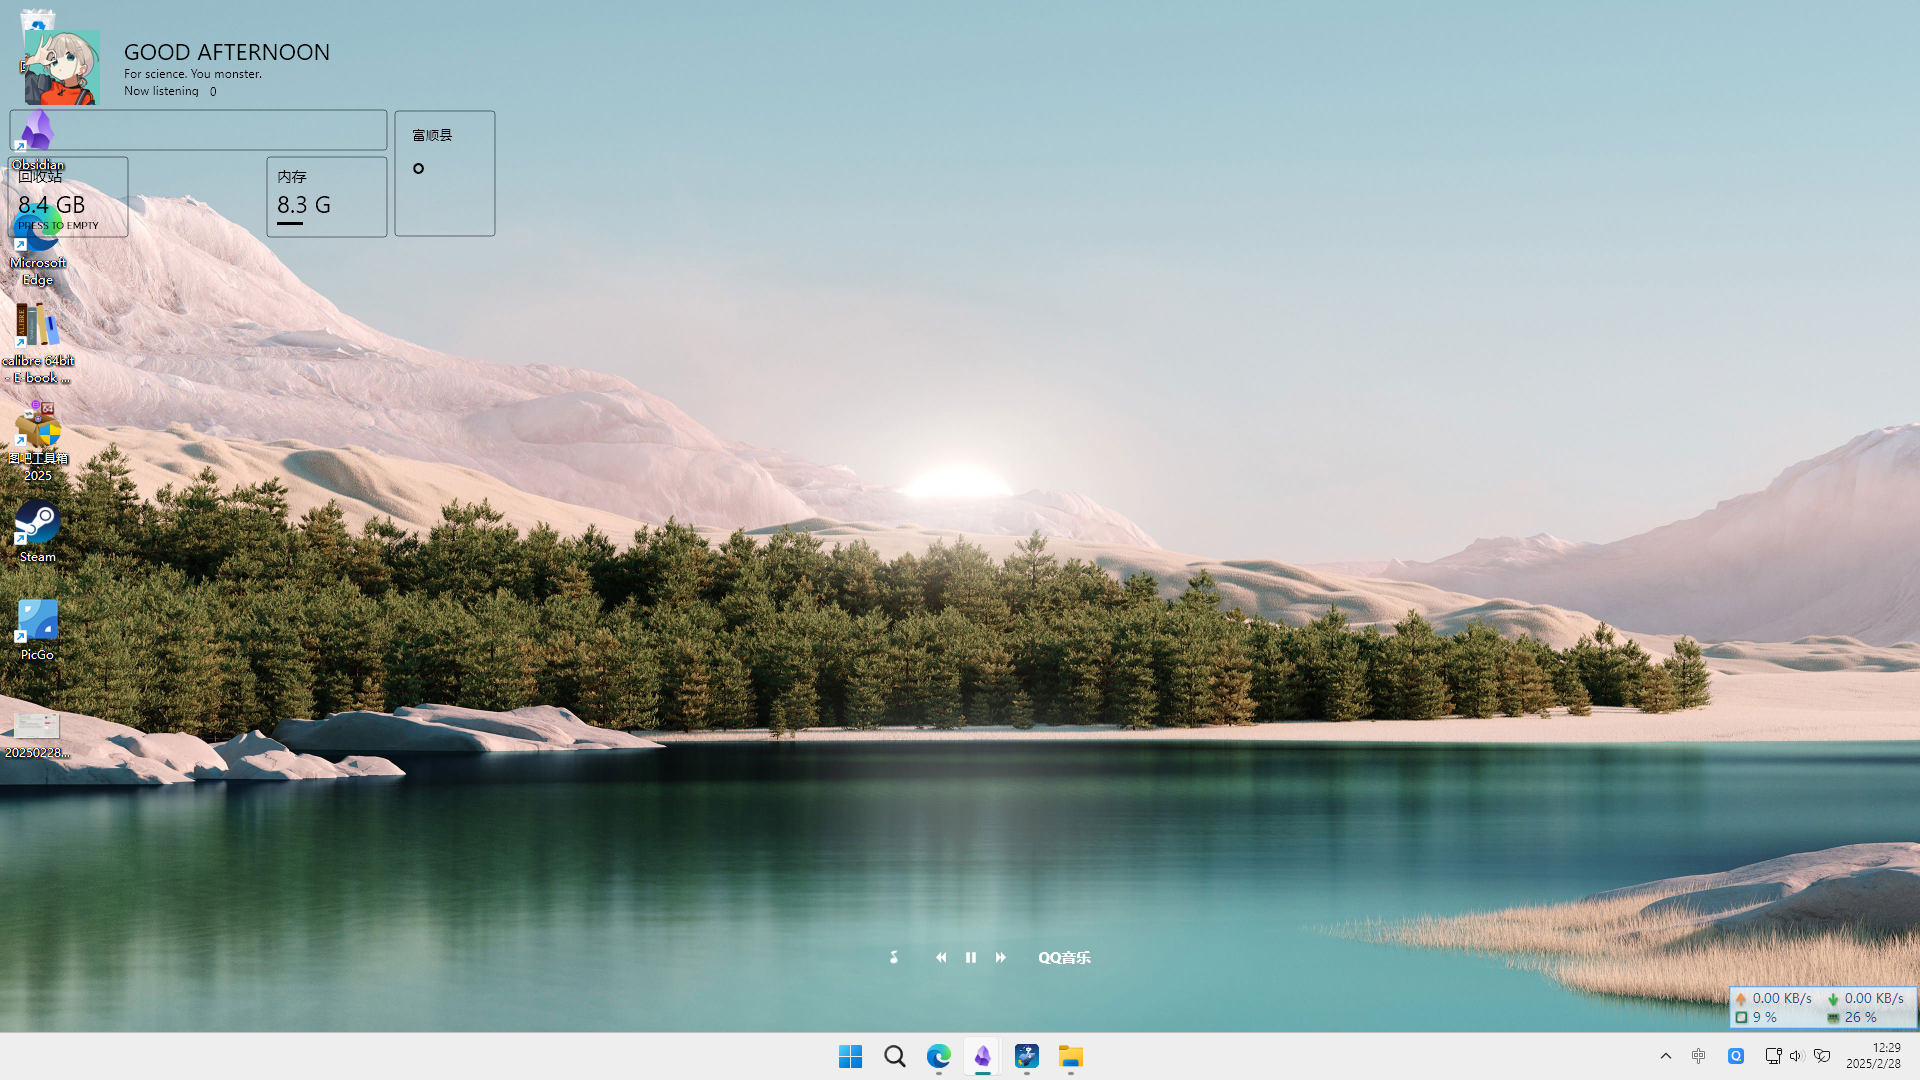 GOOD AFTERNOON
For science. You monster.
Now listening 0
富顺县
Obsidian
回收站
8.4 GB
PRESS TO EMPTY
内存
8.3 G
Microsoft
Edge
CALIBRE
calibre 64bit
- E-book ...
64
图吧工具箱
2025
Steam
PicGo
20250228...
QQ音乐
0.00 KB/s
0.00 KB/s
9 %
26 %
中
12:29
2025/2/28